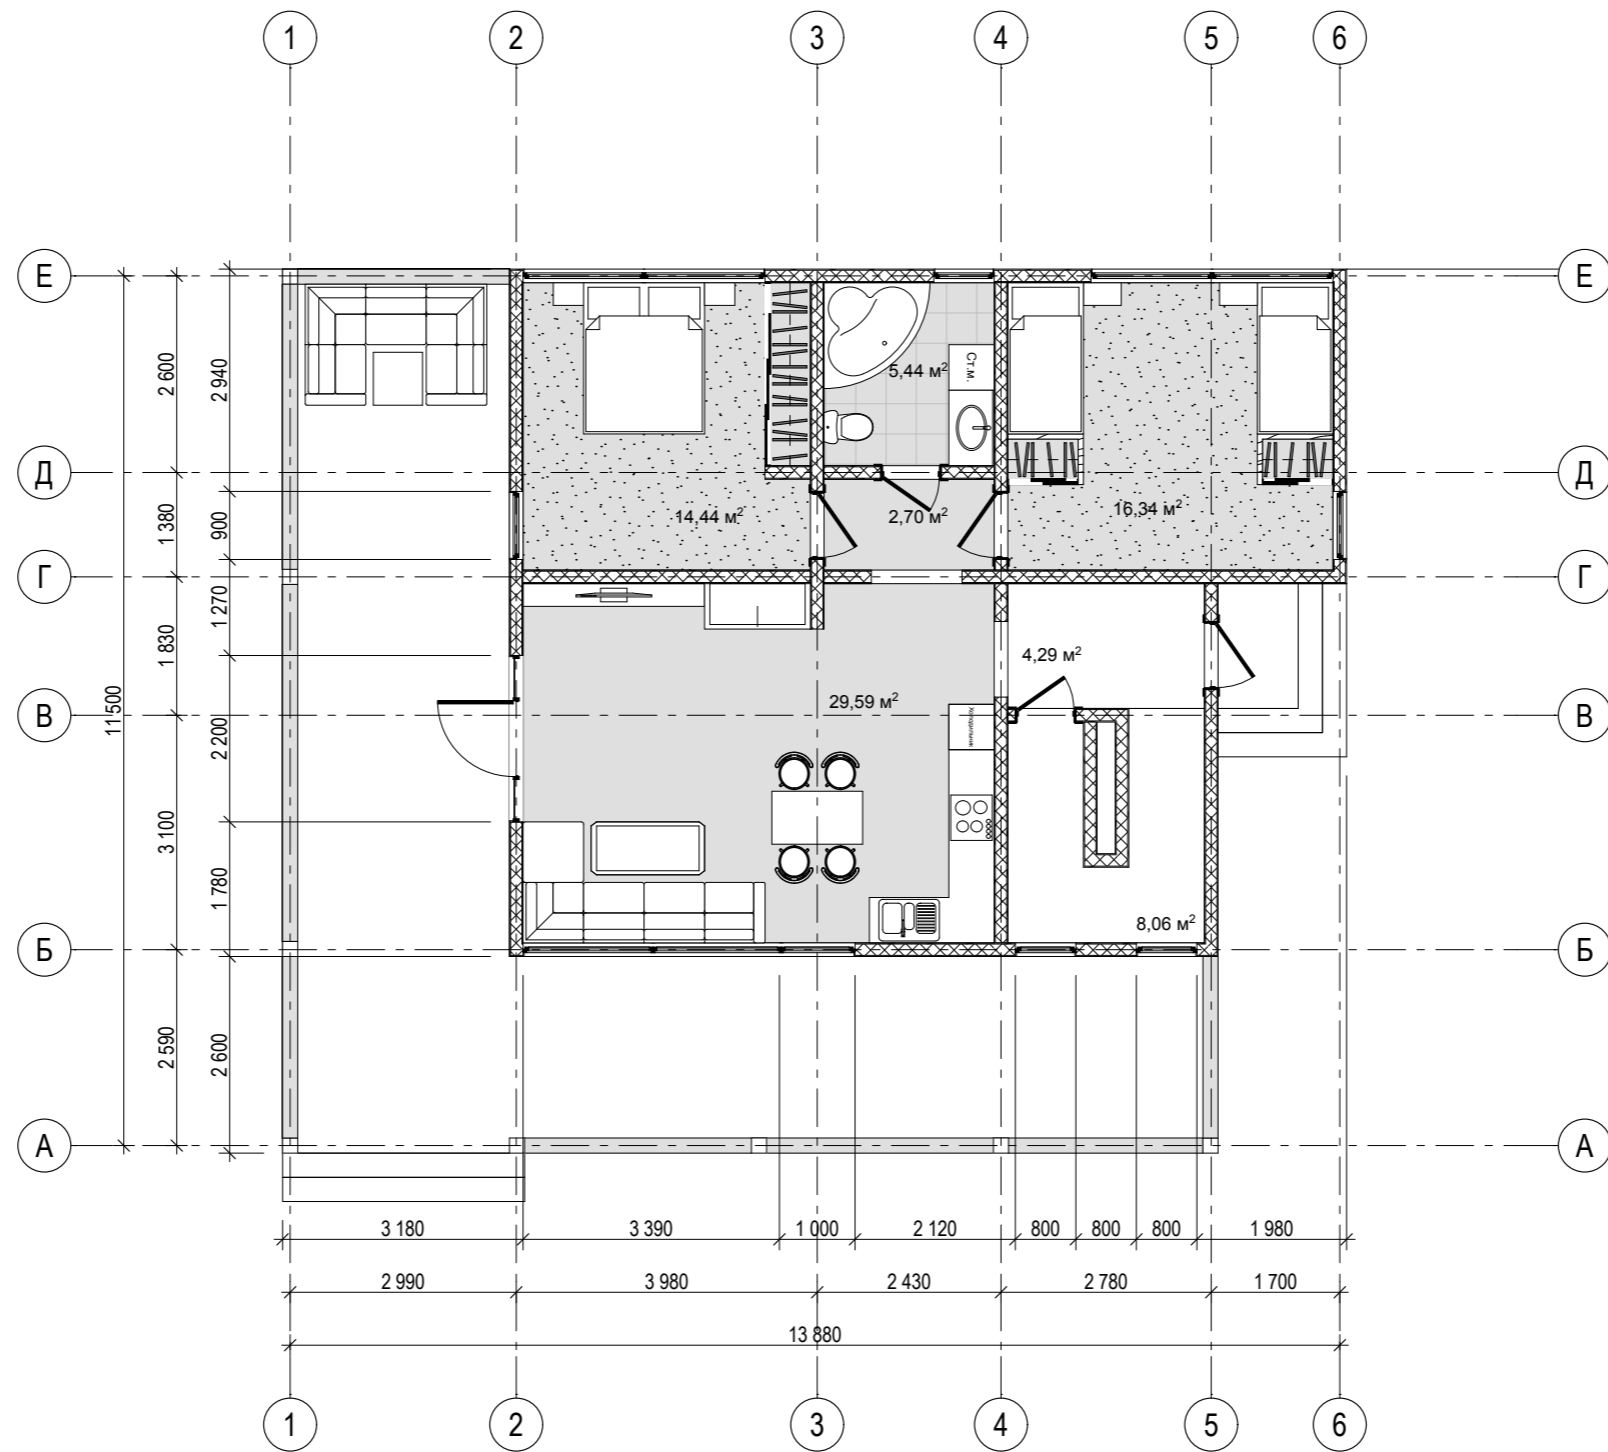 1 2 3 4 5 6
Е Е
2 600
2 940
5,44 м²
Ст.м.
Д Д
14,44 м²
2,70 м²
16,34 м²
1 380
900
Г Г
1 270
1 830
4,29 м²
11 500
29,59 м²
Холодильник
В В
2 200
3 100
1 780
8,06 м²
Б Б
2 590
2 600
А А
3 180 3 390 1 000 2 120 800 800 800 1 980
2 990 3 980 2 430 2 780 1 700
13 880
1 2 3 4 5 6